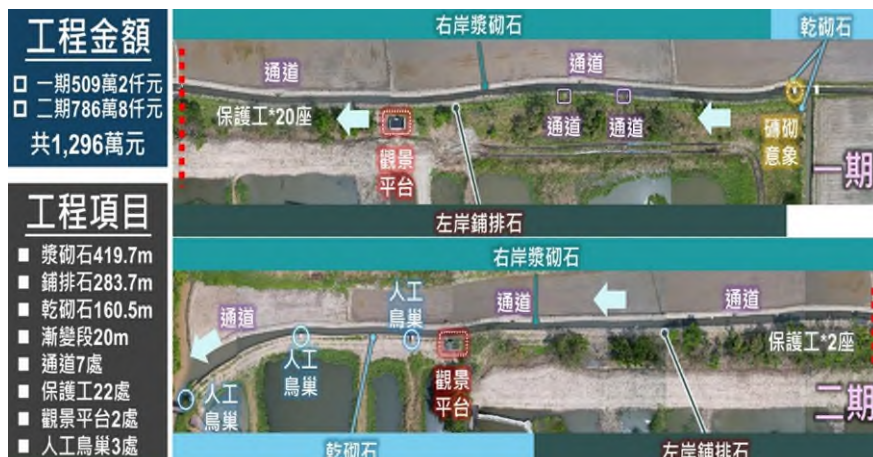 工程金額
一期509萬2仟元
二期786萬8仟元
共1,296萬元
工程項目
漿砌石419.7m
鋪排石283.7m
乾砌石160.5m
漸變段20m
通道7處
保護工22處
觀景平台2處
人工鳥巢3處
右岸漿砌石
乾砌石
通道
通道
保護工*20座
通道
通道
觀景
平台
磚砌
意象
一期
左岸鋪排石
右岸漿砌石
人工
鳥巢
通道
通道
通道
人工
鳥巢
保護工*2座
人工
鳥巢
觀景
平台
二期
乾砌石
左岸鋪排石